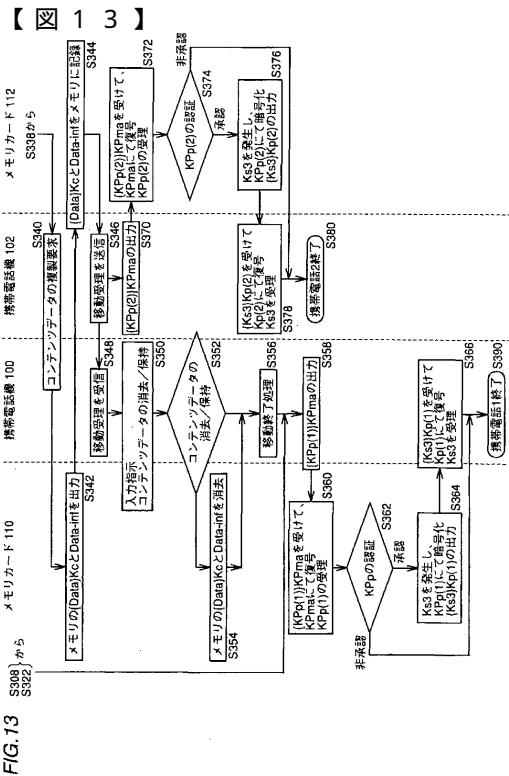 【図13】
FIG.13
メモリカード110
携帯電話機100
携帯電話機102
メモリカード112
S308
S322
から
S338から
S340
コンテンツデータの複製要求
S342
メモリの{Data}KcとData-infを出力
S344
{Data}KcとData-infをメモリに記録
S346
移動受理を送信
S348
移動受理を受信
S350
入力指示
コンテンツデータの消去/保持
S352
コンテンツデータの
消去/保持
S354
メモリの{Data}KcとData-infを消去
S356
移動終了処理
S358
{KPp(1)}KPmaの出力
S360
{KPp(1)}KPmaを受けて、
KPmaにて復号
KPp(1)の受理
S362
KPpの認証
非承認
承認
S364
Ks3を発生し、
KPp(1)にて暗号化
{Ks3}Kp(1)の出力
S366
{Ks3}Kp(1)を受けて
Kp(1)にて復号
Ks3を受理
S390
携帯電話1終了
S370
{KPp(2)}KPmaの出力
S372
{KPp(2)}KPmaを受けて、
KPmaにて復号
KPp(2)の受理
S374
KPp(2)の認証
非承認
承認
S376
Ks3を発生し、
KPp(2)にて暗号化
{Ks3}Kp(2)の出力
S378
{Ks3}Kp(2)を受けて
Kp(2)にて復号
Ks3を受理
S380
携帯電話2終了